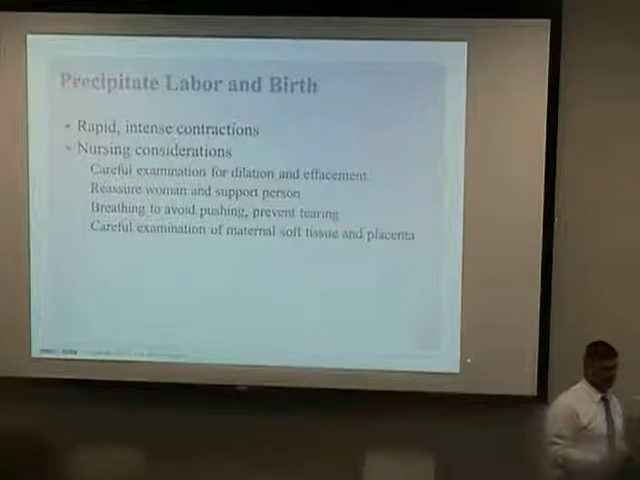 Precipitate Labor and Birth
- Rapid, intense contractions
- Nursing considerations
Careful examination for dilation and effacement
Reassure woman and support person
Breathing to avoid pushing, prevent tearing
Careful examination of maternal soft tissue and placenta